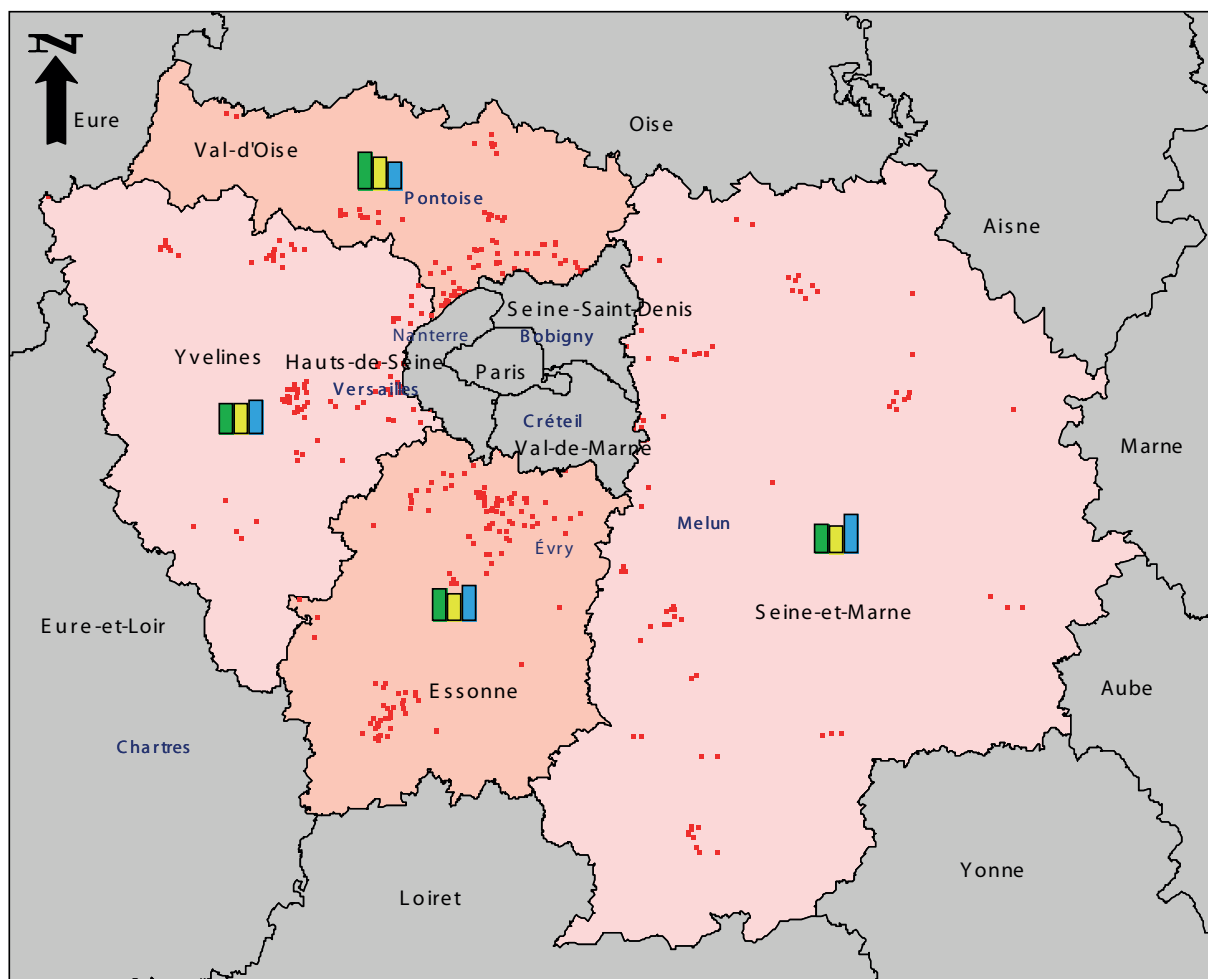 N
Eure
Oise
Val-d'Oise
Pontoise
Aisne
Seine-Saint-Denis
Nanterre
Bobigny
Yvelines
Hauts-de-Seine
Paris
Versailles
Créteil
Val-de-Marne
Marne
Melun
Évry
Seine-et-Marne
Eure-et-Loir
Essonne
Aube
Chartres
Yonne
Loiret